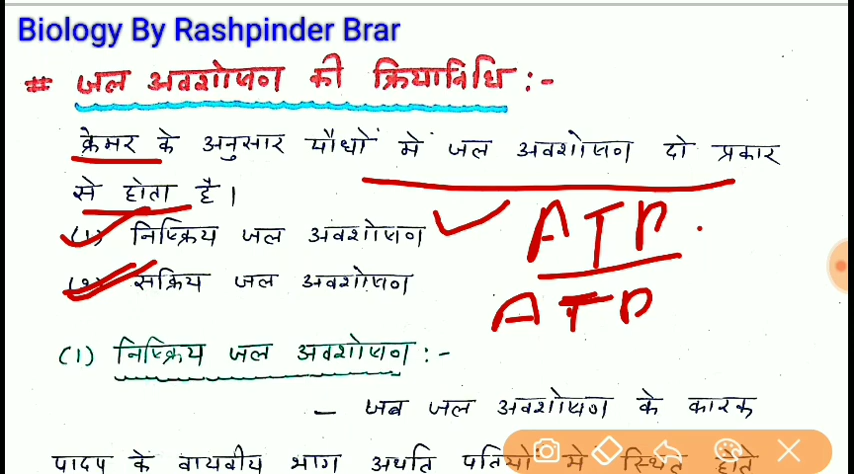 Biology By Rashpinder Brar
# जल अवशोषण की क्रियाविधि :-
क्रेमर के अनुसार पौधों में जल अवशोषण दो प्रकार
से होता है।
(1) निष्क्रिय जल अवशोषण
(2) सक्रिय जल अवशोषण
ATP
ATP
(1) निष्क्रिय जल अवशोषण :-
– जब जल अवशोषण के कारक
पादप के वायवीय भाग अर्थात पतियों में स्थित होते